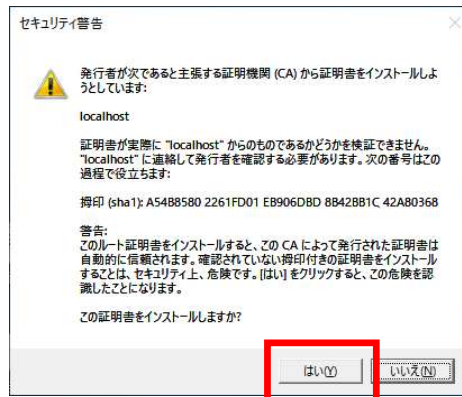 セキュリティ警告
発行者が次であると主張する証明機関 (CA) から証明書をインストールしよ
うとしています:
localhost
証明書が実際に "localhost" からのものであるかどうかを検証できません。
"localhost" に連絡して発行者を確認する必要があります。次の番号はこの
過程で役立ちます:
拇印 (sha1): A54B8580 2261FD01 EB906DBD 8B42BB1C 42A80368
警告:
このルート証明書をインストールすると、この CA によって発行された証明書は
自動的に信頼されます。確認されていない拇印付きの証明書をインストール
することは、セキュリティ上、危険です。[はい] をクリックすると、この危険を認
識したことになります。
この証明書をインストールしますか?
はい(Y)
いいえ(N)